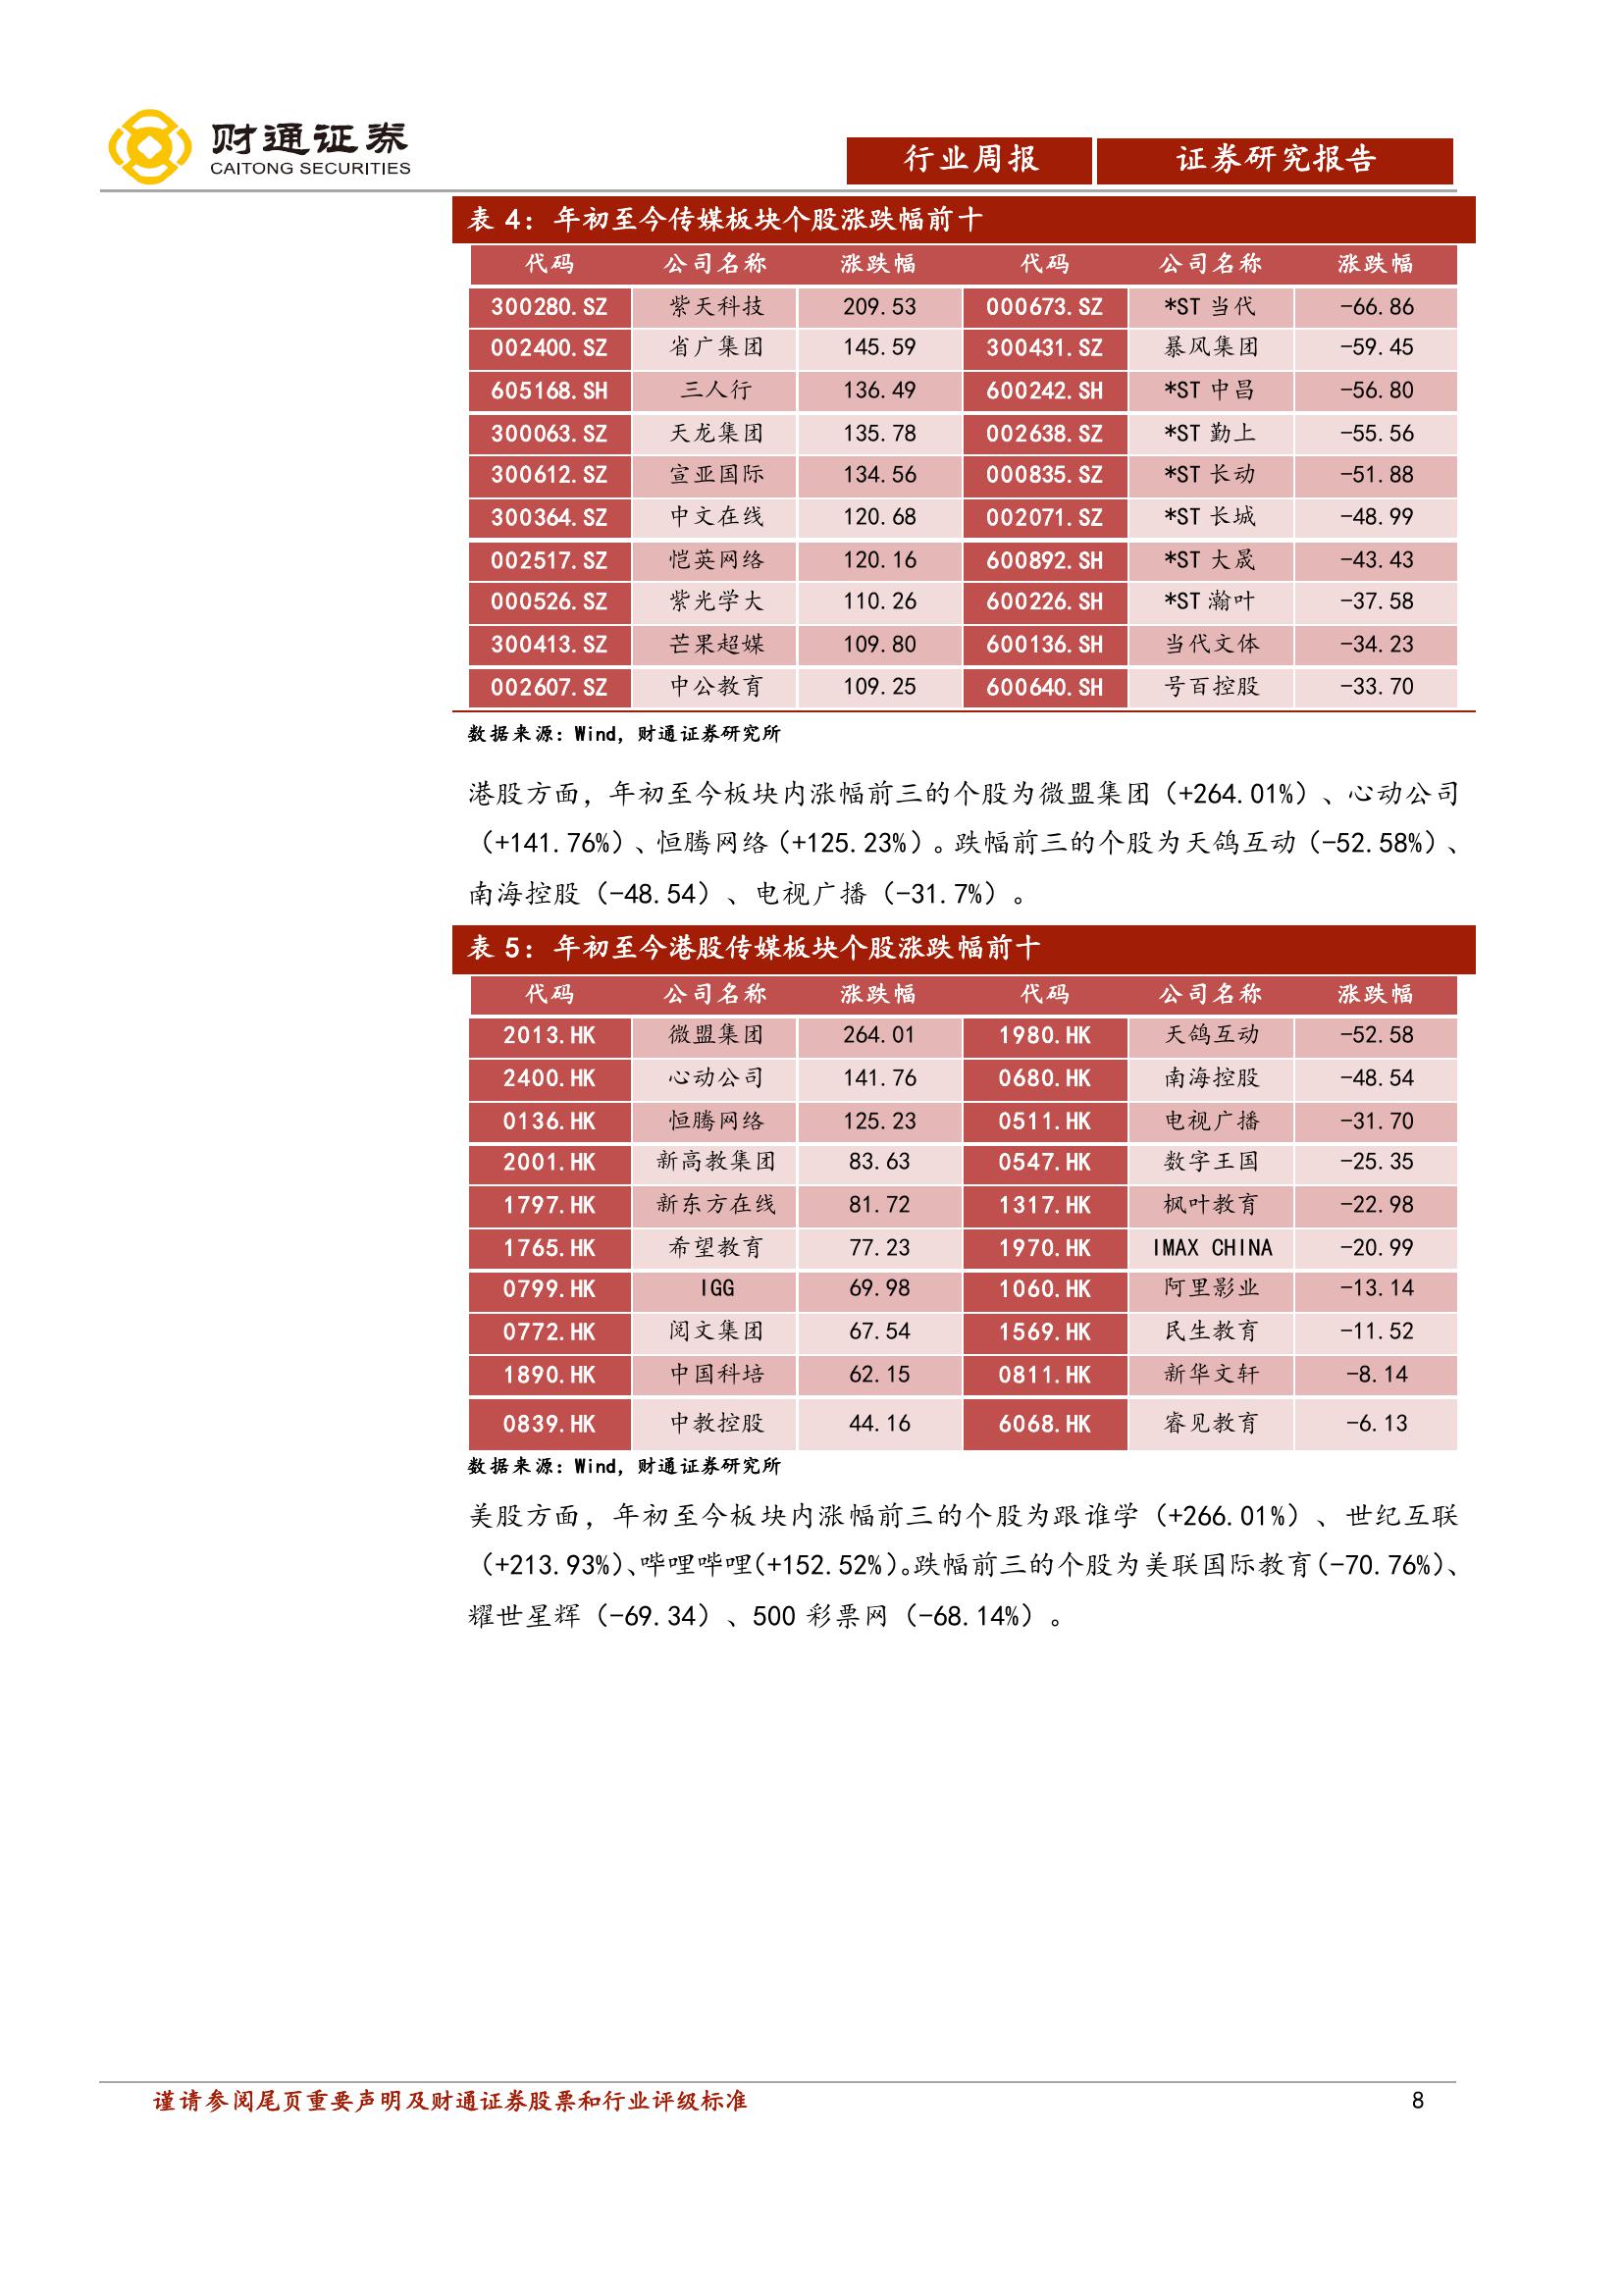 财通证券
CAITONG SECURITIES
行业周报 证券研究报告
表 4：年初至今传媒板块个股涨跌幅前十
代码 公司名称 涨跌幅 代码 公司名称 涨跌幅
300280.SZ 紫天科技 209.53 000673.SZ *ST 当代 -66.86
002400.SZ 省广集团 145.59 300431.SZ 暴风集团 -59.45
605168.SH 三人行 136.49 600242.SH *ST 中昌 -56.80
300063.SZ 天龙集团 135.78 002638.SZ *ST 勤上 -55.56
300612.SZ 宣亚国际 134.56 000835.SZ *ST 长动 -51.88
300364.SZ 中文在线 120.68 002071.SZ *ST 长城 -48.99
002517.SZ 恺英网络 120.16 600892.SH *ST 大晟 -43.43
000526.SZ 紫光学大 110.26 600226.SH *ST 瀚叶 -37.58
300413.SZ 芒果超媒 109.80 600136.SH 当代文体 -34.23
002607.SZ 中公教育 109.25 600640.SH 号百控股 -33.70
数据来源：Wind，财通证券研究所
港股方面，年初至今板块内涨幅前三的个股为微盟集团（+264.01%）、心动公司
（+141.76%）、恒腾网络（+125.23%）。跌幅前三的个股为天鸽互动（-52.58%）、
南海控股（-48.54）、电视广播（-31.7%）。
表 5：年初至今港股传媒板块个股涨跌幅前十
代码 公司名称 涨跌幅 代码 公司名称 涨跌幅
2013.HK 微盟集团 264.01 1980.HK 天鸽互动 -52.58
2400.HK 心动公司 141.76 0680.HK 南海控股 -48.54
0136.HK 恒腾网络 125.23 0511.HK 电视广播 -31.70
2001.HK 新高教集团 83.63 0547.HK 数字王国 -25.35
1797.HK 新东方在线 81.72 1317.HK 枫叶教育 -22.98
1765.HK 希望教育 77.23 1970.HK IMAX CHINA -20.99
0799.HK IGG 69.98 1060.HK 阿里影业 -13.14
0772.HK 阅文集团 67.54 1569.HK 民生教育 -11.52
1890.HK 中国科培 62.15 0811.HK 新华文轩 -8.14
0839.HK 中教控股 44.16 6068.HK 睿见教育 -6.13
数据来源：Wind，财通证券研究所
美股方面，年初至今板块内涨幅前三的个股为跟谁学（+266.01%）、世纪互联
（+213.93%）、哔哩哔哩（+152.52%）。跌幅前三的个股为美联国际教育（-70.76%）、
耀世星辉（-69.34）、500 彩票网（-68.14%）。
谨请参阅尾页重要声明及财通证券股票和行业评级标准 8